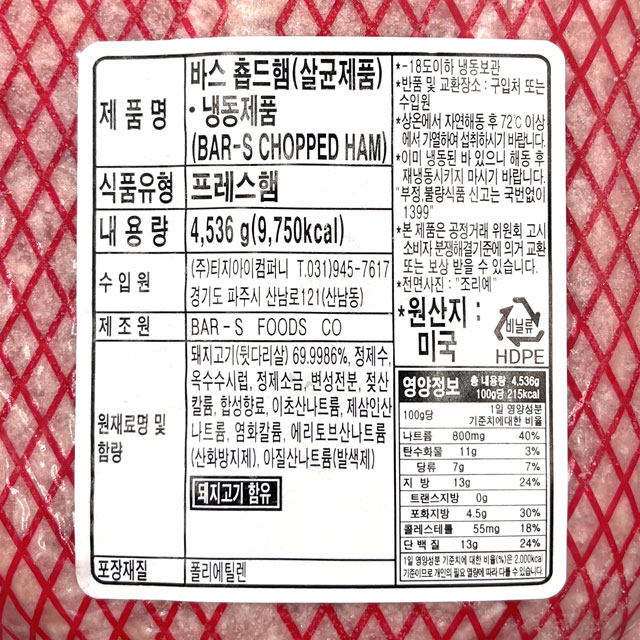 제 품 명
바스 춉드햄(살균제품)
· 냉동제품
(BAR-S CHOPPED HAM)
식품유형
프레스햄
내 용 량
4,536 g(9,750kcal)
수 입 원
(주)티지아이컴퍼니 T.031)945-7617
경기도 파주시 산남로121(산남동)
제 조 원
BAR-S FOODS CO
원재료명 및
함량
돼지고기(뒷다리살) 69.9986%, 정제수,
옥수수시럽, 정제소금, 변성전분, 젖산
칼륨, 합성향료, 이초산나트륨, 제삼인산
나트륨, 염화칼륨, 에리토브산나트륨
(산화방지제), 아질산나트륨(발색제)
돼지고기 함유
포장재질
폴리에틸렌
*-18도이하 냉동보관
*반품 및 교환장소 : 구입처 또는
수입원
*상온에서 자연해동 후 72℃ 이상
에서 가열하여 섭취하시기 바랍니다.
*이미 냉동된 바 있으니 해동 후
재냉동시키지 마시기 바랍니다.
*부정,불량식품 신고는 국번없이
1399"
*본 제품은 공정거래 위원회 고시
소비자 분쟁해결기준에 의거 교환
또는 보상 받을 수 있습니다.
*전면사진 : "조리예"
*원산지 :
미국
비닐류
HDPE
영양정보
총 내용량 4,536g
100g당 215kcal
100g당
1일 영양성분
기준치에 대한 비율
나트륨 800mg 40%
탄수화물 11g 3%
당류 7g 7%
지 방 13g 24%
트랜스지방 0g
포화지방 4.5g 30%
콜레스테롤 55mg 18%
단 백 질 13g 24%
1일 영양성분 기준치에 대한 비율(%)은 2,000kcal
기준이므로 개인의 필요 열량에 따라 다를 수 있습니다.